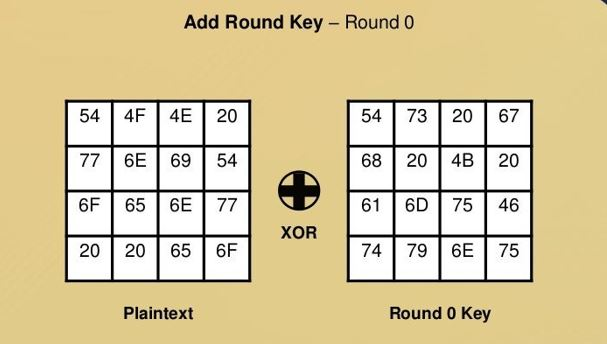 Add Round Key – Round 0
54 4F 4E 20 54 73 20 67
77 6E 69 54 68 20 4B 20
6F 65 6E 77 61 6D 75 46
20 20 65 6F 74 79 6E 75
XOR
Plaintext Round 0 Key